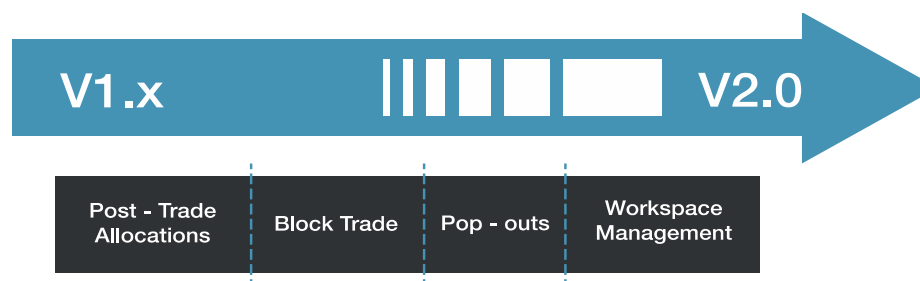 V1.x
V2.0
Post - Trade
Allocations
Block Trade
Pop - outs
Workspace
Management